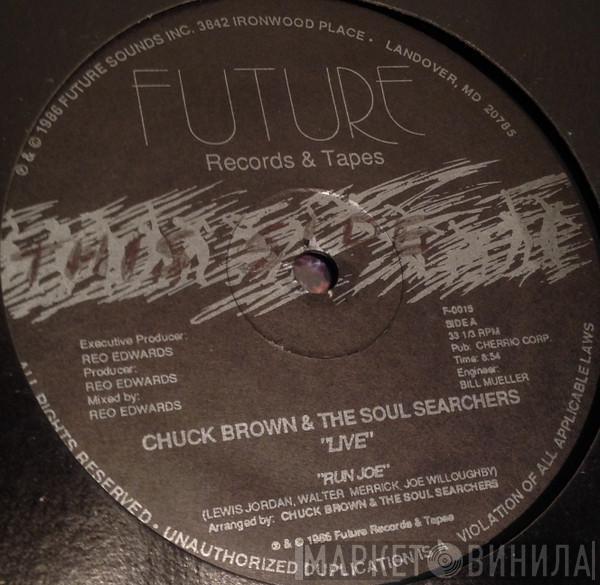 ℗ & © 1986 FUTURE SOUNDS INC. 3842 IRONWOOD PLACE • LANDOVER, MD 20785
FUTURE
Records & Tapes
THIS SIDE
Executive Producer:
REO EDWARDS
Producer:
REO EDWARDS
Mixed by:
REO EDWARDS
F-0015
SIDE A
33 1/3 RPM
Pub: CHERRIO CORP.
Time: 8:54
Engineer:
BILL MUELLER
CHUCK BROWN & THE SOUL SEARCHERS
"LIVE"
"RUN JOE"
(LEWIS JORDAN, WALTER MERRICK, JOE WILLOUGHBY)
Arranged by: CHUCK BROWN & THE SOUL SEARCHERS
℗ & © 1986 Future Records & Tapes
ALL RIGHTS RESERVED • UNAUTHORIZED DUPLICATION IS A VIOLATION OF ALL APPLICABLE LAWS
МАРКЕТ ВИНИЛА